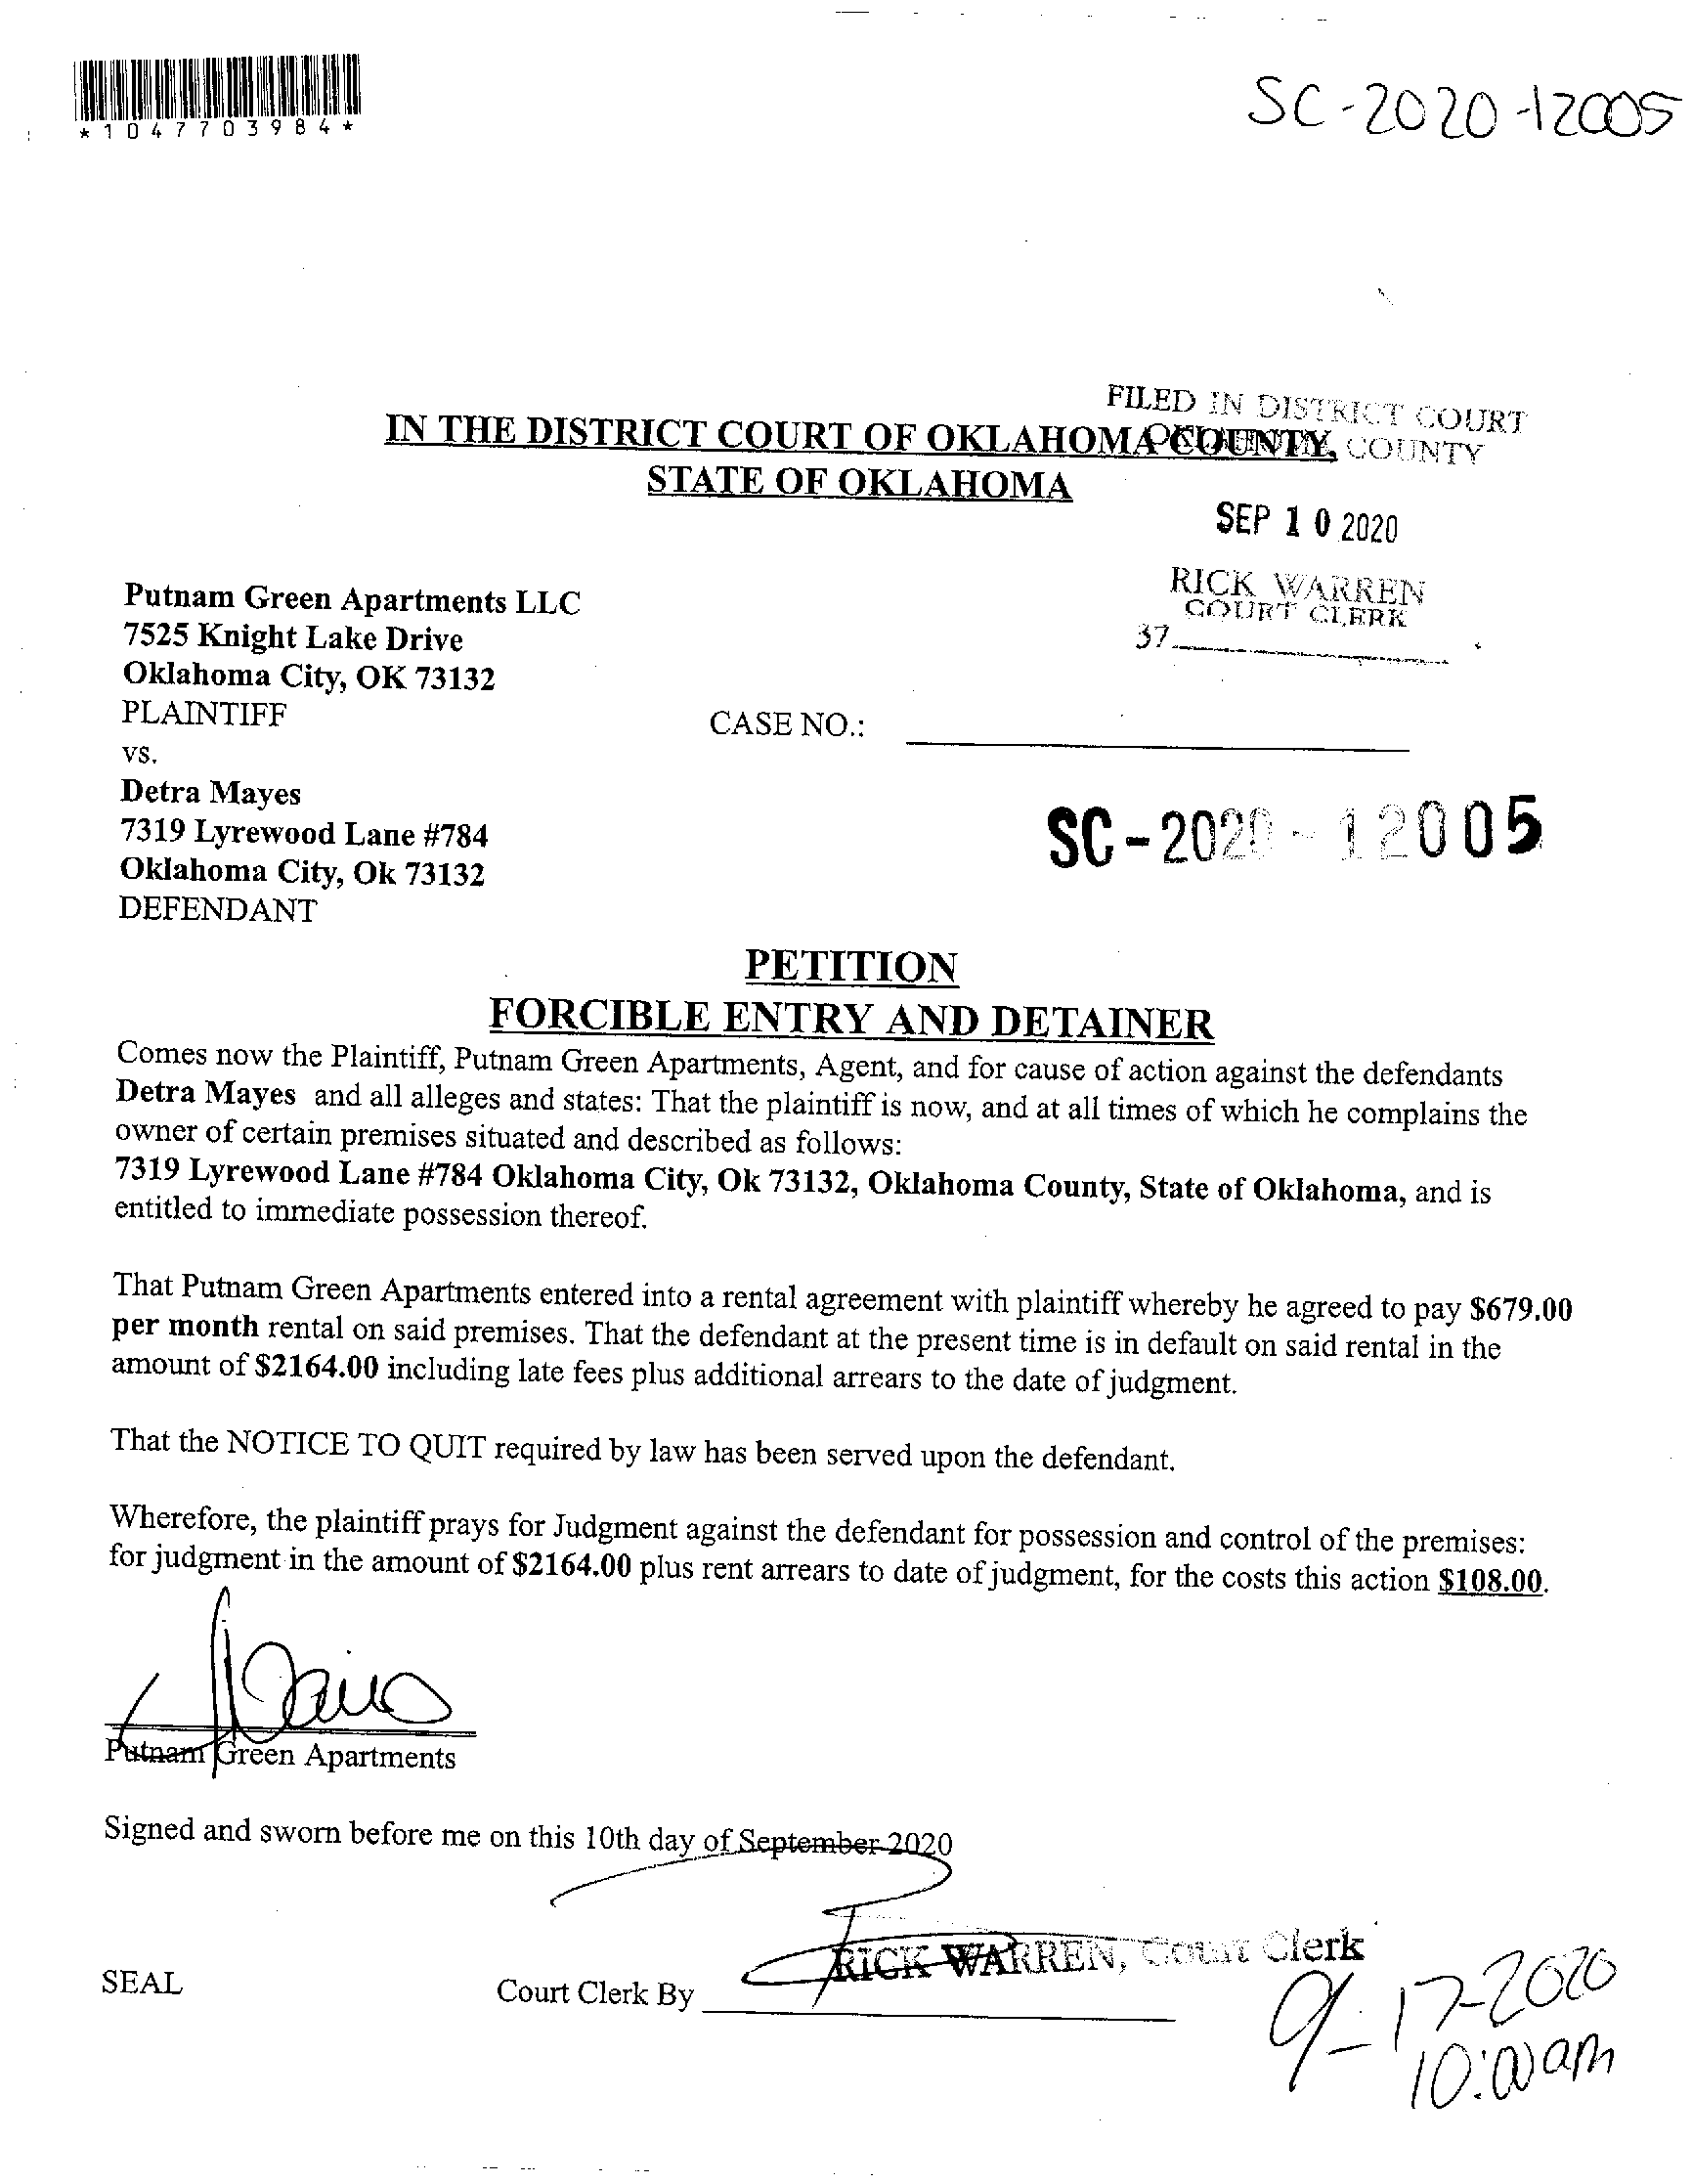 *1047703984*
SC-2020-12005
FILED IN DISTRICT COURT
OKLAHOMA COUNTY
IN THE DISTRICT COURT OF OKLAHOMA COUNTY,
STATE OF OKLAHOMA
SEP 10 2020
RICK WARREN
COURT CLERK
37
Putnam Green Apartments LLC
7525 Knight Lake Drive
Oklahoma City, OK 73132
PLAINTIFF
CASE NO.:
vs.
Detra Mayes
7319 Lyrewood Lane #784
Oklahoma City, Ok 73132
DEFENDANT
SC-2020-12005
PETITION
FORCIBLE ENTRY AND DETAINER
Comes now the Plaintiff, Putnam Green Apartments, Agent, and for cause of action against the defendants
Detra Mayes and all alleges and states: That the plaintiff is now, and at all times of which he complains the
owner of certain premises situated and described as follows:
7319 Lyrewood Lane #784 Oklahoma City, Ok 73132, Oklahoma County, State of Oklahoma, and is
entitled to immediate possession thereof.
That Putnam Green Apartments entered into a rental agreement with plaintiff whereby he agreed to pay $679.00
per month rental on said premises. That the defendant at the present time is in default on said rental in the
amount of $2164.00 including late fees plus additional arrears to the date of judgment.
That the NOTICE TO QUIT required by law has been served upon the defendant.
Wherefore, the plaintiff prays for Judgment against the defendant for possession and control of the premises:
for judgment in the amount of $2164.00 plus rent arrears to date of judgment, for the costs this action $108.00.
Putnam Green Apartments
Signed and sworn before me on this 10th day of September 2020
RICK WARREN, Court Clerk
SEAL
Court Clerk By
9-17-2020
10:00am